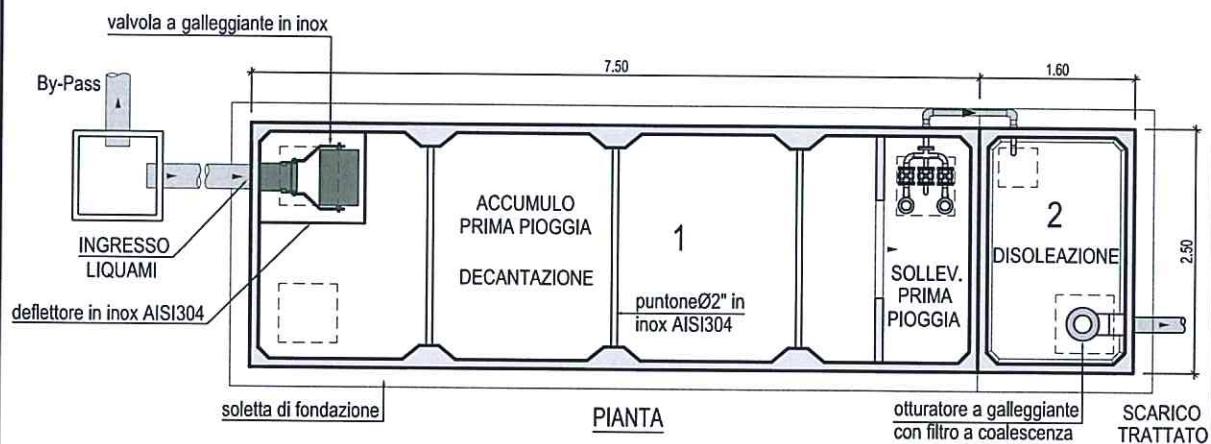 valvola a galleggiante in inox
By-Pass
7.50
1.60
INGRESSO
LIQUAMI
deflettore in inox AISI304
ACCUMULO
PRIMA PIOGGIA
DECANTAZIONE
1
puntoneØ2" in
inox AISI304
SOLLEV.
PRIMA
PIOGGIA
2
DISOLEAZIONE
2.50
soletta di fondazione
PIANTA
otturatore a galleggiante
con filtro a coalescenza
SCARICO
TRATTATO